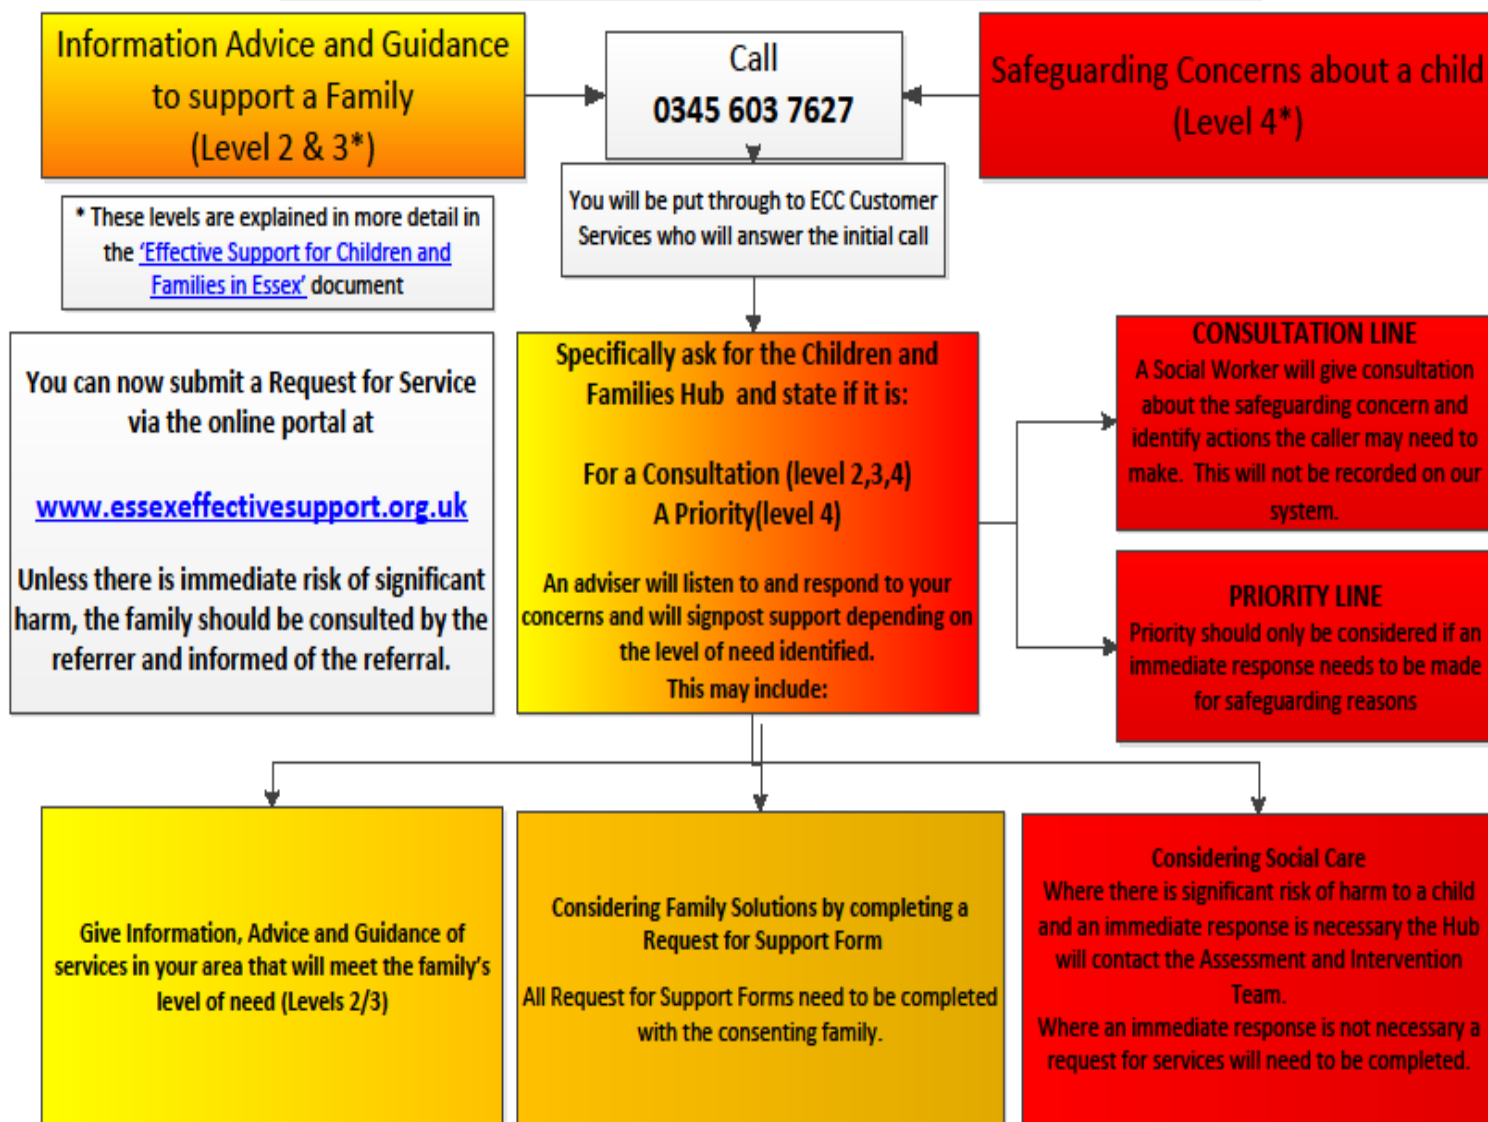 Information Advice and Guidance
to support a Family
(Level 2 & 3*)
Call
0345 603 7627
Safeguarding Concerns about a child
(Level 4*)
* These levels are explained in more detail in
the ‘Effective Support for Children and
Families in Essex’ document
You will be put through to ECC Customer
Services who will answer the initial call
You can now submit a Request for Service
via the online portal at
www.essexeffectivesupport.org.uk
Unless there is immediate risk of significant
harm, the family should be consulted by the
referrer and informed of the referral.
Specifically ask for the Children and
Families Hub and state if it is:
For a Consultation (level 2,3,4)
A Priority(level 4)
An adviser will listen to and respond to your
concerns and will signpost support depending on
the level of need identified.
This may include:
CONSULTATION LINE
A Social Worker will give consultation
about the safeguarding concern and
identify actions the caller may need to
make. This will not be recorded on our
system.
PRIORITY LINE
Priority should only be considered if an
immediate response needs to be made
for safeguarding reasons
Give Information, Advice and Guidance of
services in your area that will meet the family’s
level of need (Levels 2/3)
Considering Family Solutions by completing a
Request for Support Form
All Request for Support Forms need to be completed
with the consenting family.
Considering Social Care
Where there is significant risk of harm to a child
and an immediate response is necessary the Hub
will contact the Assessment and Intervention
Team.
Where an immediate response is not necessary a
request for services will need to be completed.